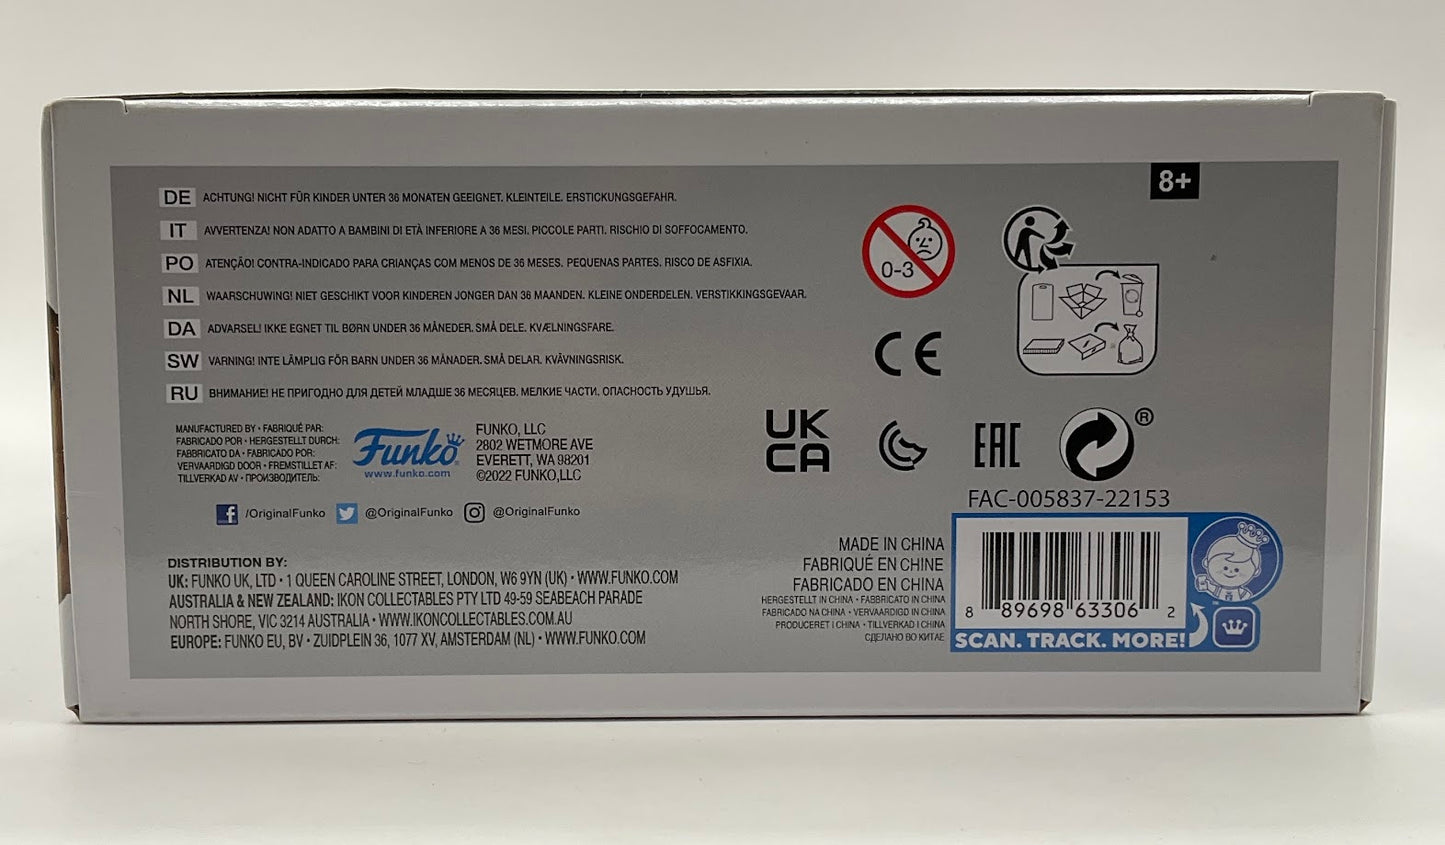 8+
DE ACHTUNG! NICHT FÜR KINDER UNTER 36 MONATEN GEEIGNET. KLEINTEILE. ERSTICKUNGSGEFAHR.
IT AVVERTENZA! NON ADATTO A BAMBINI DI ETÀ INFERIORE A 36 MESI. PICCOLE PARTI. RISCHIO DI SOFFOCAMENTO.
PO ATENÇÃO! CONTRA-INDICADO PARA CRIANÇAS COM MENOS DE 36 MESES. PEQUENAS PARTES. RISCO DE ASFIXIA.
NL WAARSCHUWING! NIET GESCHIKT VOOR KINDEREN JONGER DAN 36 MAANDEN. KLEINE ONDERDELEN. VERSTIKKINGSGEVAAR.
DA ADVARSEL! IKKE EGNET TIL BØRN UNDER 36 MÅNEDER. SMÅ DELE. KVÆLNINGSFARE.
SW VARNING! INTE LÄMPLIG FÖR BARN UNDER 36 MÅNADER. SMÅ DELAR. KVÄVNINGSRISK.
RU ВНИМАНИЕ! НЕ ПРИГОДНО ДЛЯ ДЕТЕЙ МЛАДШЕ 36 МЕСЯЦЕВ. МЕЛКИЕ ЧАСТИ. ОПАСНОСТЬ УДУШЬЯ.
0-3
CE
MANUFACTURED BY • FABRIQUÉ PAR:
FABRICADO POR • HERGESTELLT DURCH:
FABBRICATO DA • FABRICADO POR:
VERVAARDIGD DOOR • FREMSTILLET AF:
TILLVERKAD AV • ПРОИЗВОДИТЕЛЬ:
Funko
www.funko.com
FUNKO, LLC
2802 WETMORE AVE
EVERETT, WA 98201
©2022 FUNKO,LLC
UK
CA
EAC
®
/OriginalFunko @OriginalFunko @OriginalFunko
DISTRIBUTION BY:
UK: FUNKO UK, LTD • 1 QUEEN CAROLINE STREET, LONDON, W6 9YN (UK) • WWW.FUNKO.COM
AUSTRALIA & NEW ZEALAND: IKON COLLECTABLES PTY LTD 49-59 SEABEACH PARADE
NORTH SHORE, VIC 3214 AUSTRALIA • WWW.IKONCOLLECTABLES.COM.AU
EUROPE: FUNKO EU, BV • ZUIDPLEIN 36, 1077 XV, AMSTERDAM (NL) • WWW.FUNKO.COM
FAC-005837-22153
MADE IN CHINA
FABRIQUÉ EN CHINE
FABRICADO EN CHINA
HERGESTELLT IN CHINA • FABBRICATO IN CHINA
FABRICADO NA CHINA • VERVAARDIGD IN CHINA
PRODUCERET I CHINA • TILLVERKAD I CHINA
СДЕЛАНО ВО КИТАЕ
8 89698 63306 2
SCAN. TRACK. MORE!